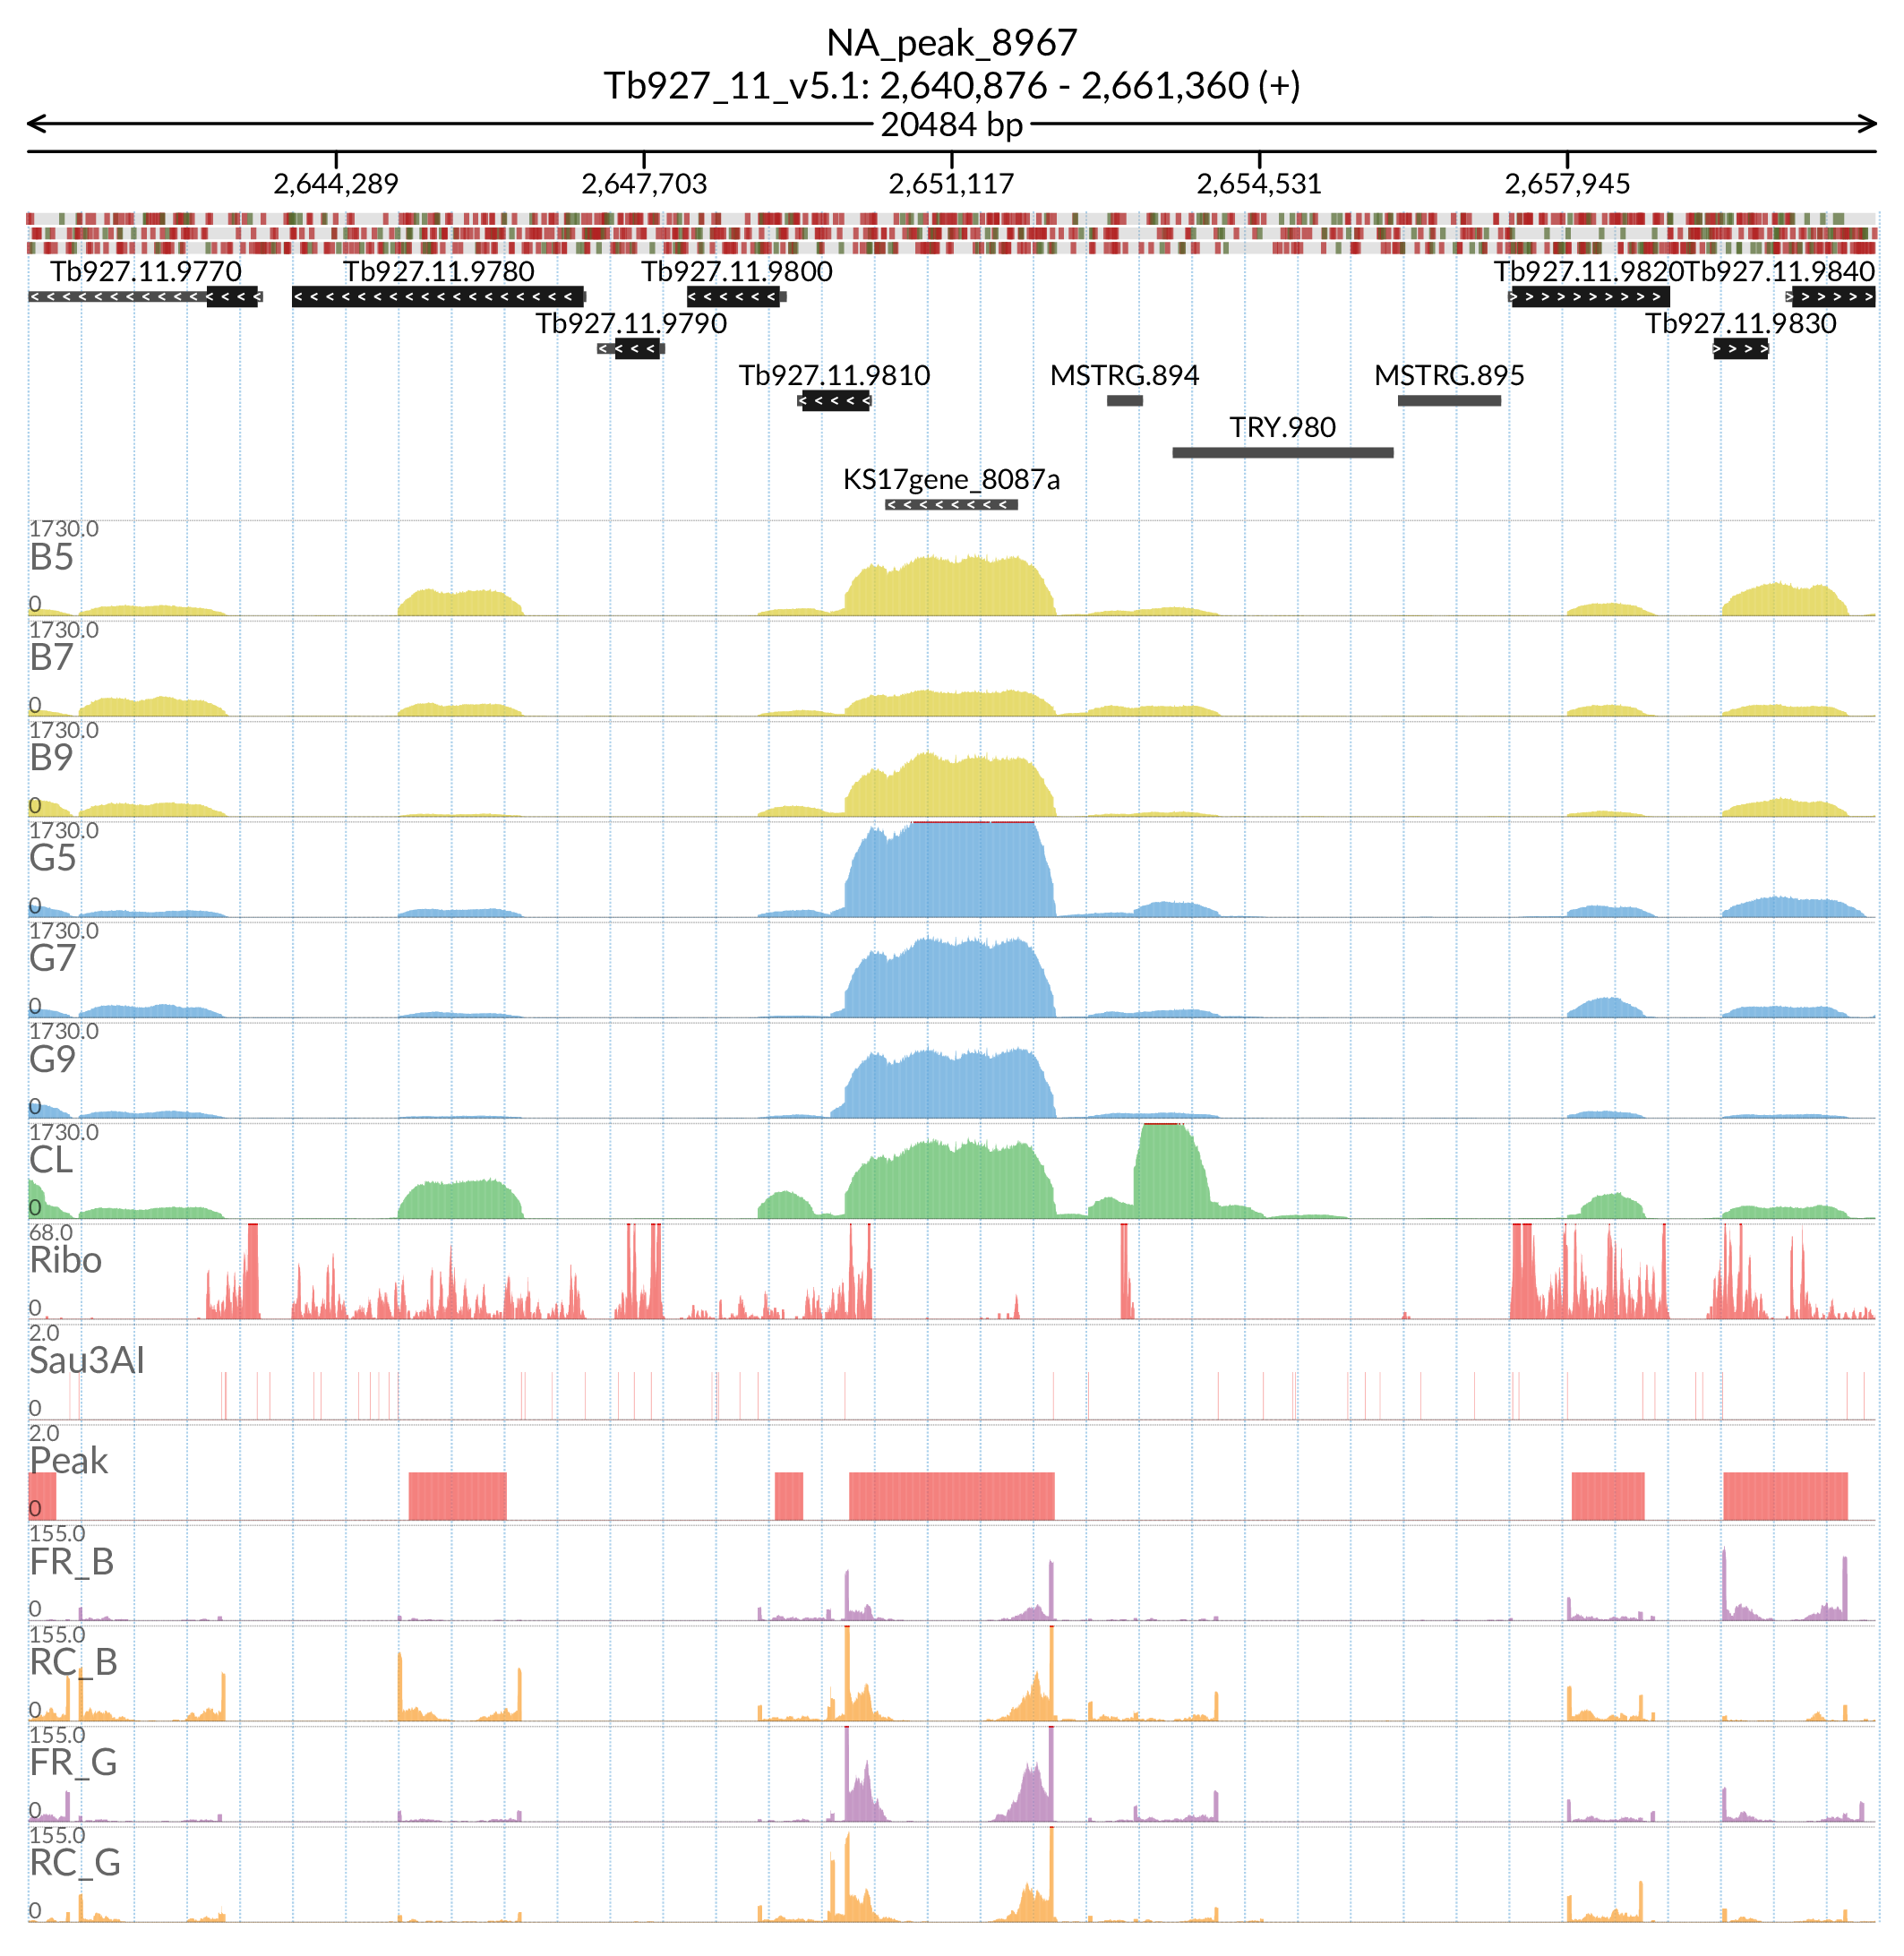 NA_peak_8967
Tb927_11_v5.1: 2,640,876 - 2,661,360 (+)
20484 bp
2,644,289 2,647,703 2,651,117 2,654,531 2,657,945
Tb927.11.9770 Tb927.11.9780 Tb927.11.9800 Tb927.11.9820 Tb927.11.9840
Tb927.11.9790 Tb927.11.9830
Tb927.11.9810 MSTRG.894 MSTRG.895
TRY.980
KS17gene_8087a
1730.0
B5
0
1730.0
B7
0
1730.0
B9
0
1730.0
G5
0
1730.0
G7
0
1730.0
G9
0
1730.0
CL
0
68.0
Ribo
0
2.0
Sau3AI
0
2.0
Peak
0
155.0
FR_B
0
155.0
RC_B
0
155.0
FR_G
0
155.0
RC_G
0